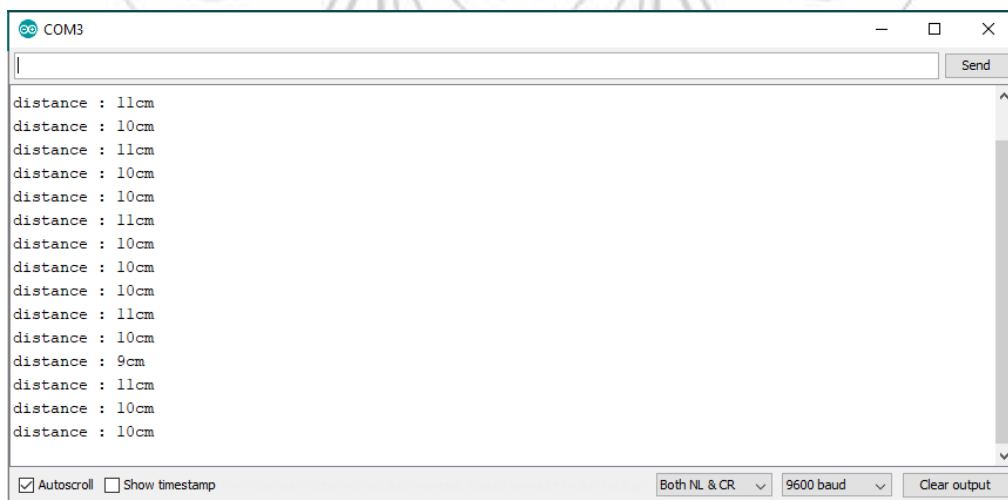 COM3
Send
distance : 11cm
distance : 10cm
distance : 11cm
distance : 10cm
distance : 10cm
distance : 11cm
distance : 10cm
distance : 10cm
distance : 10cm
distance : 11cm
distance : 10cm
distance : 9cm
distance : 11cm
distance : 10cm
distance : 10cm
Autoscroll Show timestamp Both NL & CR 9600 baud Clear output